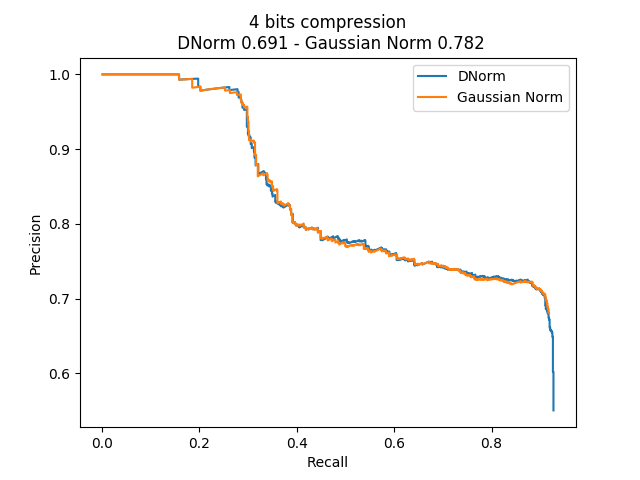 4 bits compression
DNorm 0.691 - Gaussian Norm 0.782
DNorm
Gaussian Norm
1.0
0.9
0.8
0.7
0.6
Precision
0.0 0.2 0.4 0.6 0.8
Recall